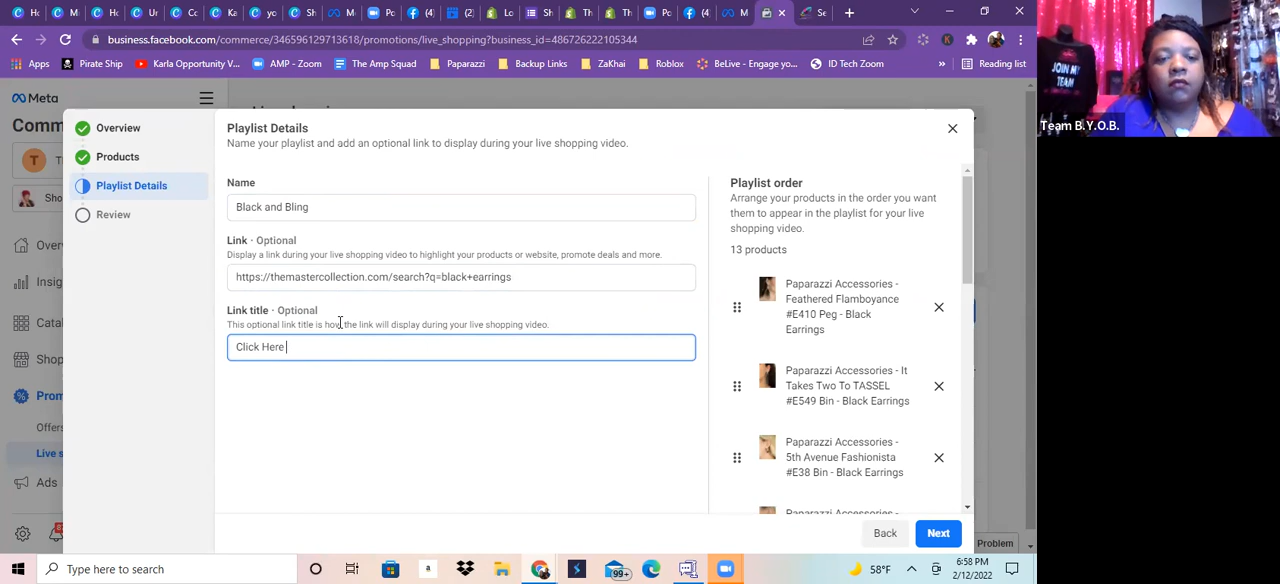 business.facebook.com/commerce/346596129713618/promotions/live_shopping?business_id=486726222105344
Apps
Pirate Ship
Karla Opportunity V...
AMP - Zoom
The Amp Squad
Paparazzi
Backup Links
ZaKhai
Roblox
BeLive - Engage yo...
ID Tech Zoom
»
Reading list
JOIN MY
TEAM
Team B.Y.O.B.
Meta
Overview
Products
Playlist Details
Review
Playlist Details
Name your playlist and add an optional link to display during your live shopping video.
Name
Black and Bling
Link · Optional
Display a link during your live shopping video to highlight your products or website, promote deals and more.
https://themastercollection.com/search?q=black+earrings
Link title · Optional
This optional link title is how the link will display during your live shopping video.
Click Here
Playlist order
Arrange your products in the order you want
them to appear in the playlist for your live
shopping video.
13 products
Paparazzi Accessories -
Feathered Flamboyance
#E410 Peg - Black
Earrings
Paparazzi Accessories - It
Takes Two To TASSEL
#E549 Bin - Black Earrings
Paparazzi Accessories -
5th Avenue Fashionista
#E38 Bin - Black Earrings
Back
Next
Problem
Type here to search
99+
58°F
6:58 PM
2/12/2022